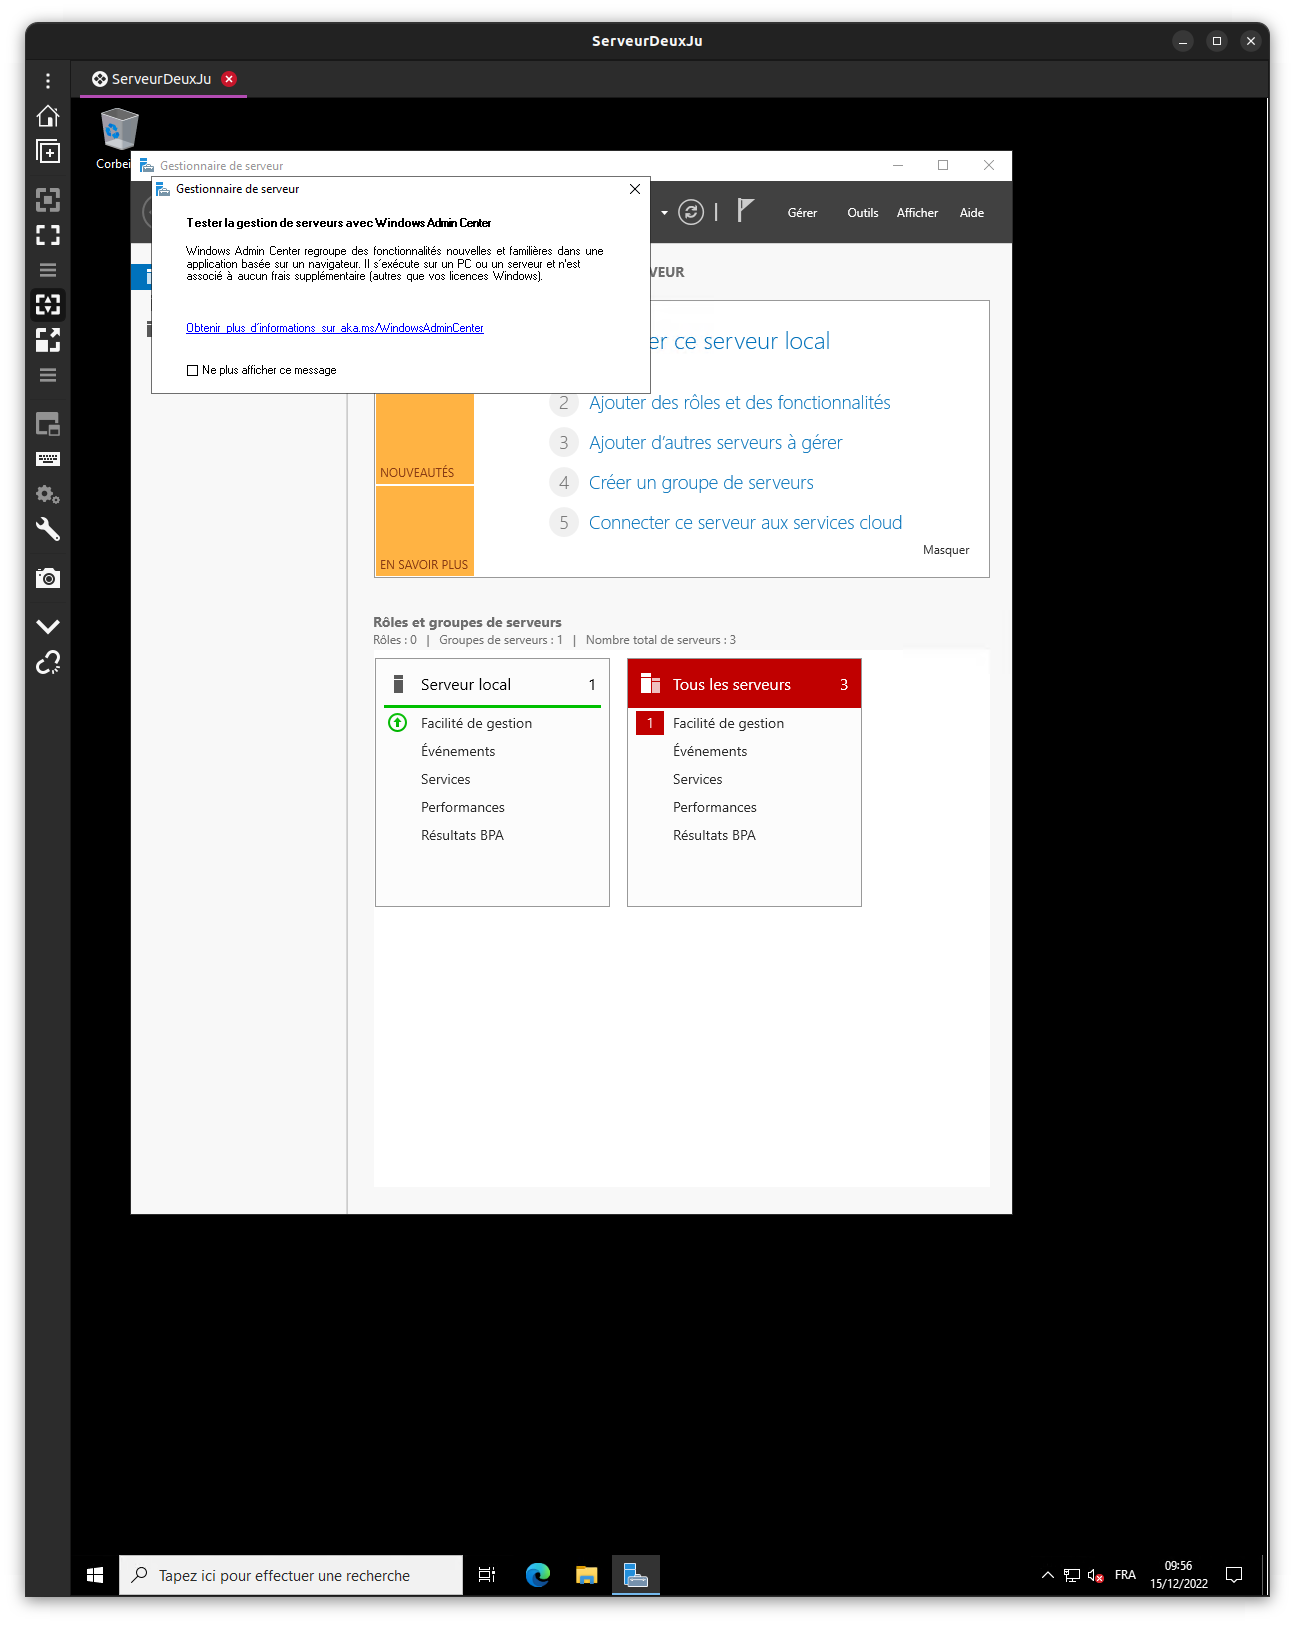 ServeurDeuxJu
ServeurDeuxJu
Corbei
Gestionnaire de serveur
Gestionnaire de serveur
Gérer Outils Afficher Aide
Tester la gestion de serveurs avec Windows Admin Center
Windows Admin Center regroupe des fonctionnalités nouvelles et familières dans une
application basée sur un navigateur. Il s'exécute sur un PC ou un serveur et n'est
associé à aucun frais supplémentaire (autres que vos licences Windows).
Obtenir plus d'informations sur aka.ms/WindowsAdminCenter
Ne plus afficher ce message
VEUR
er ce serveur local
2 Ajouter des rôles et des fonctionnalités
3 Ajouter d'autres serveurs à gérer
4 Créer un groupe de serveurs
5 Connecter ce serveur aux services cloud
NOUVEAUTÉS
EN SAVOIR PLUS
Masquer
Rôles et groupes de serveurs
Rôles : 0 | Groupes de serveurs : 1 | Nombre total de serveurs : 3
Serveur local 1
Facilité de gestion
Événements
Services
Performances
Résultats BPA
Tous les serveurs 3
1 Facilité de gestion
Événements
Services
Performances
Résultats BPA
Tapez ici pour effectuer une recherche
FRA
09:56
15/12/2022